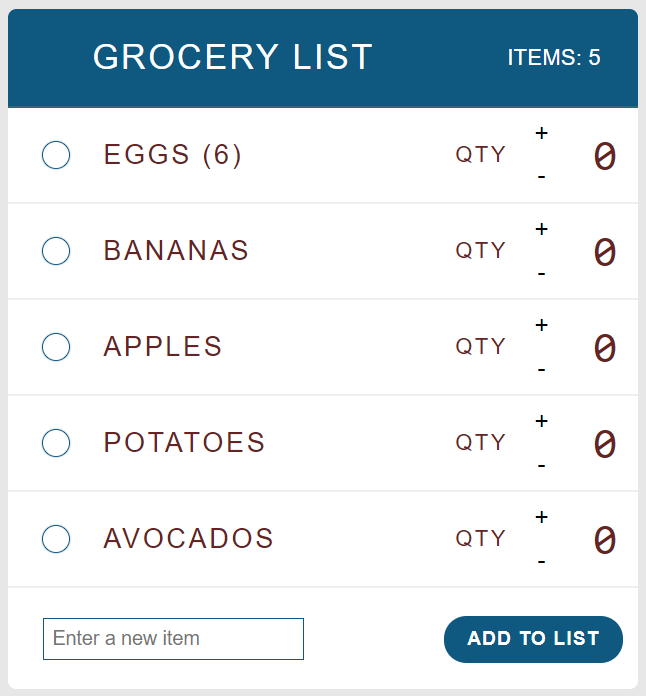 GROCERY LIST ITEMS: 5
EGGS (6) QTY + - 0
BANANAS QTY + - 0
APPLES QTY + - 0
POTATOES QTY + - 0
AVOCADOS QTY + - 0
Enter a new item ADD TO LIST